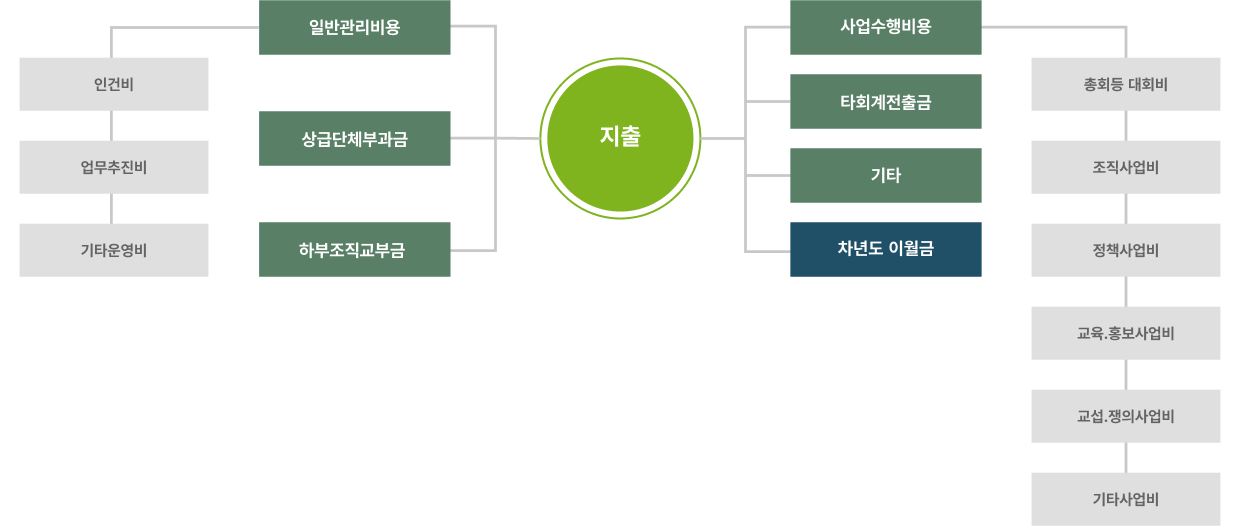 일반관리비용
인건비
업무추진비
기타운영비
상급단체부과금
하부조직교부금
지출
사업수행비용
타회계전출금
기타
차년도 이월금
총회등 대회비
조직사업비
정책사업비
교육.홍보사업비
교섭.쟁의사업비
기타사업비